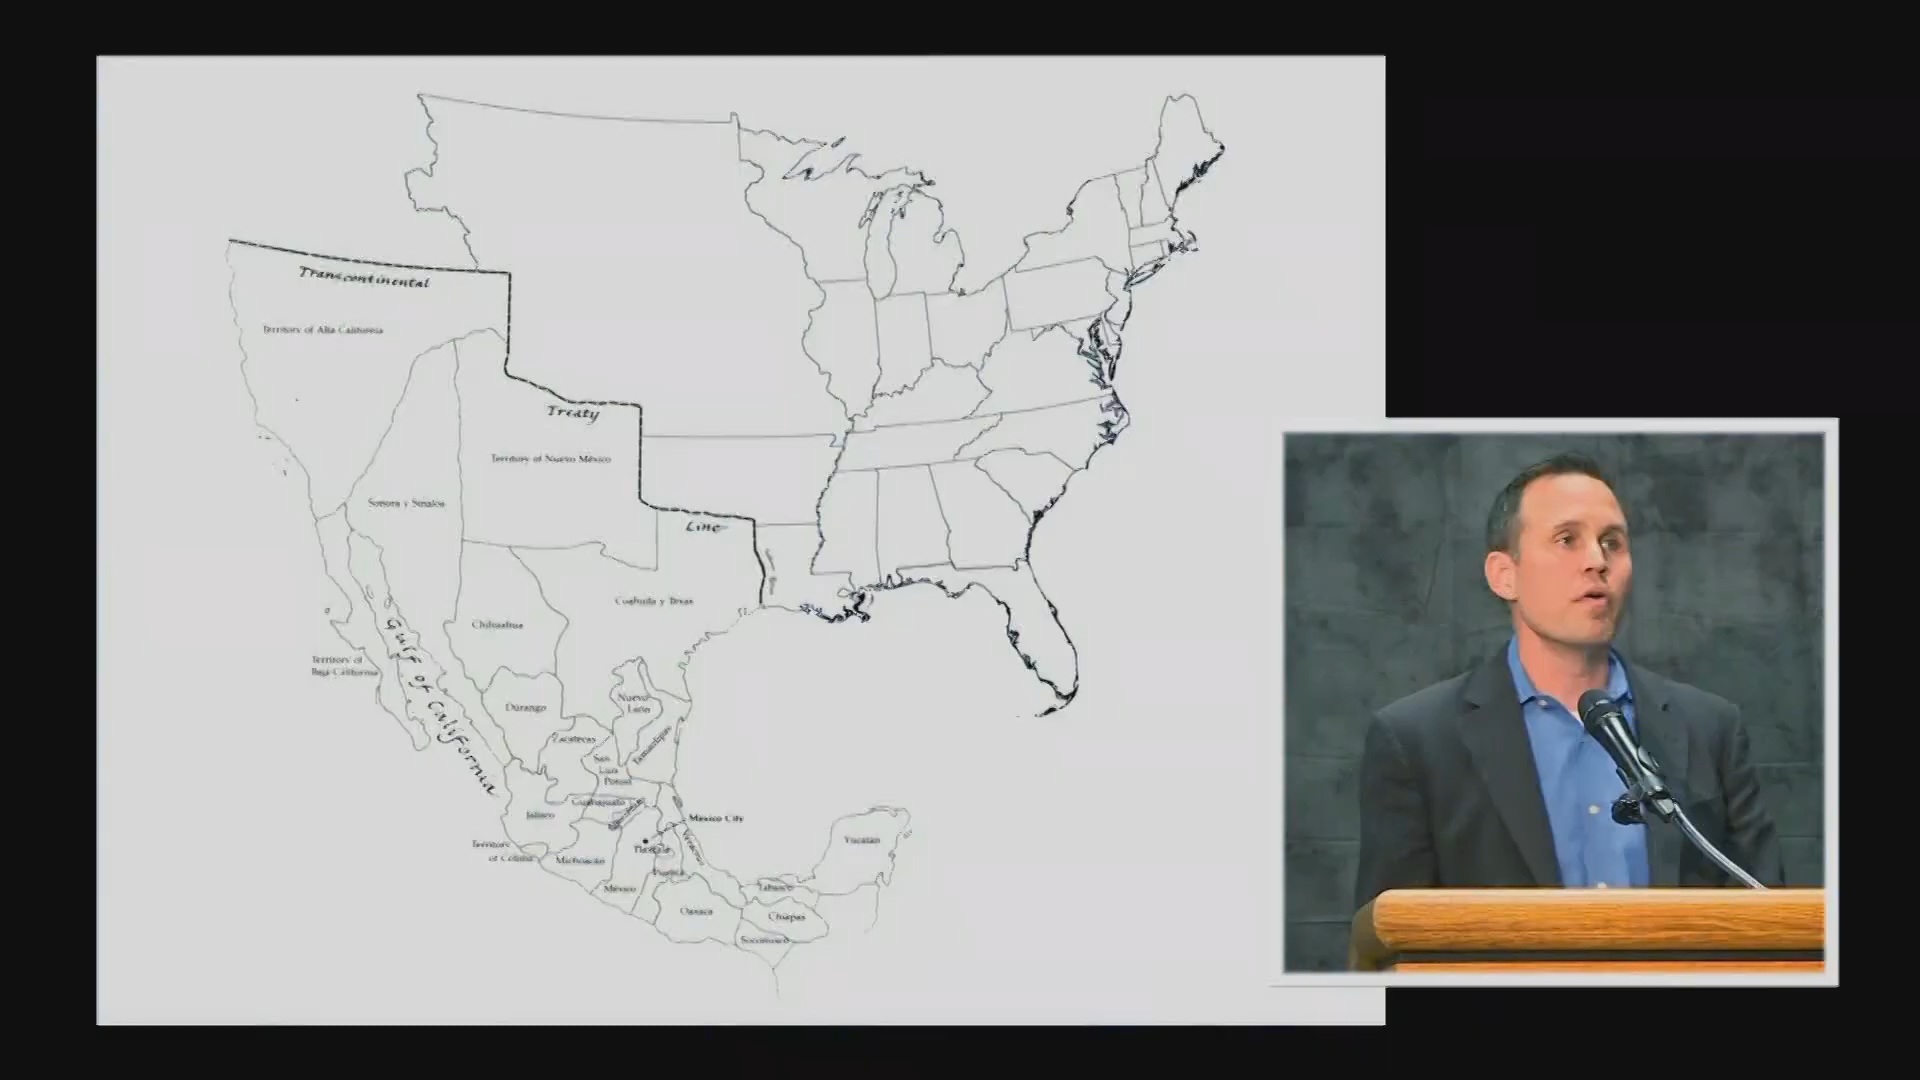 Transcontinental
Territory of Alta California
Treaty
Territory of Nuevo México
Sonora y Sinaloa
Line
Coahuila y Texas
Chihuahua
Gulf of California
Territory of
Baja California
Nuevo
León
Durango
Tamaulipas
Zacatecas
San
Luis
Potosí
Guanajuato
Jalisco
Mexico City
Veracruz
Yucatán
Territory
of Colima
Tlaxcala
Michoacán
Puebla
México
Tabasco
Oaxaca
Chiapas
Soconusco